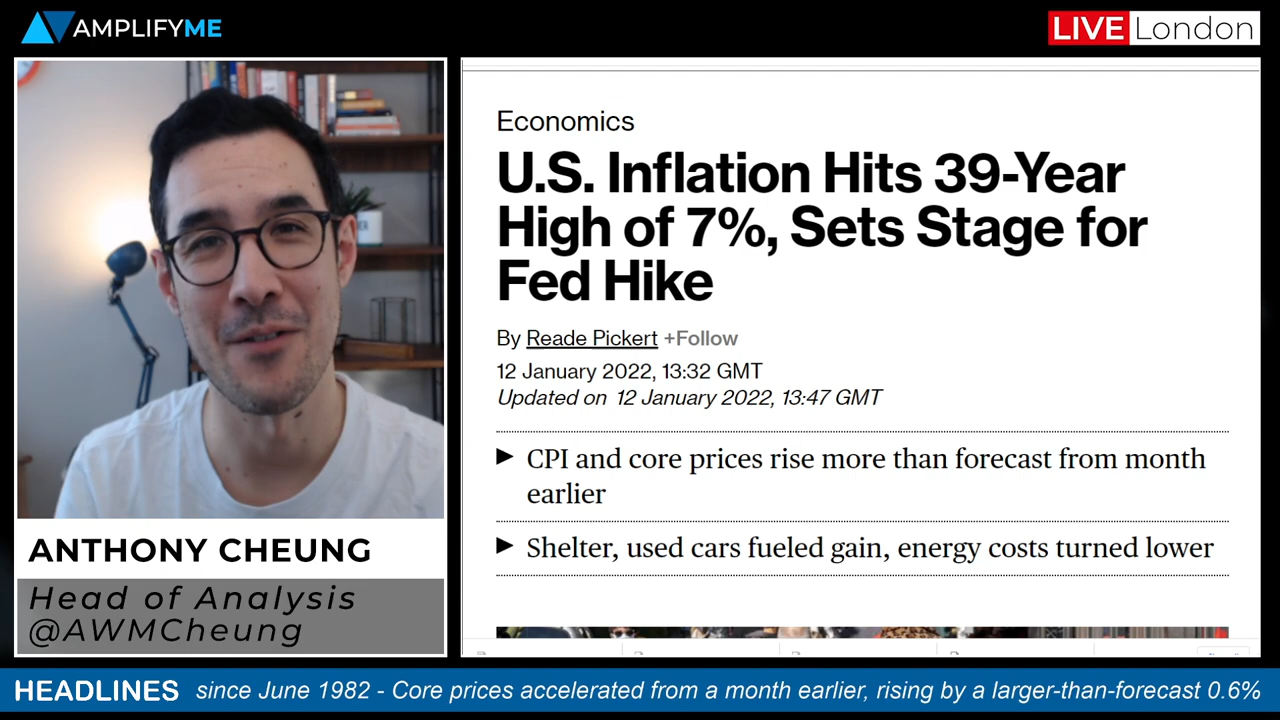 AMPLIFYME
LIVE London
Economics
U.S. Inflation Hits 39-Year
High of 7%, Sets Stage for
Fed Hike
By Reade Pickert +Follow
12 January 2022, 13:32 GMT
Updated on 12 January 2022, 13:47 GMT
CPI and core prices rise more than forecast from month
earlier
Shelter, used cars fueled gain, energy costs turned lower
ANTHONY CHEUNG
Head of Analysis
@AWMCheung
HEADLINES since June 1982 - Core prices accelerated from a month earlier, rising by a larger-than-forecast 0.6%